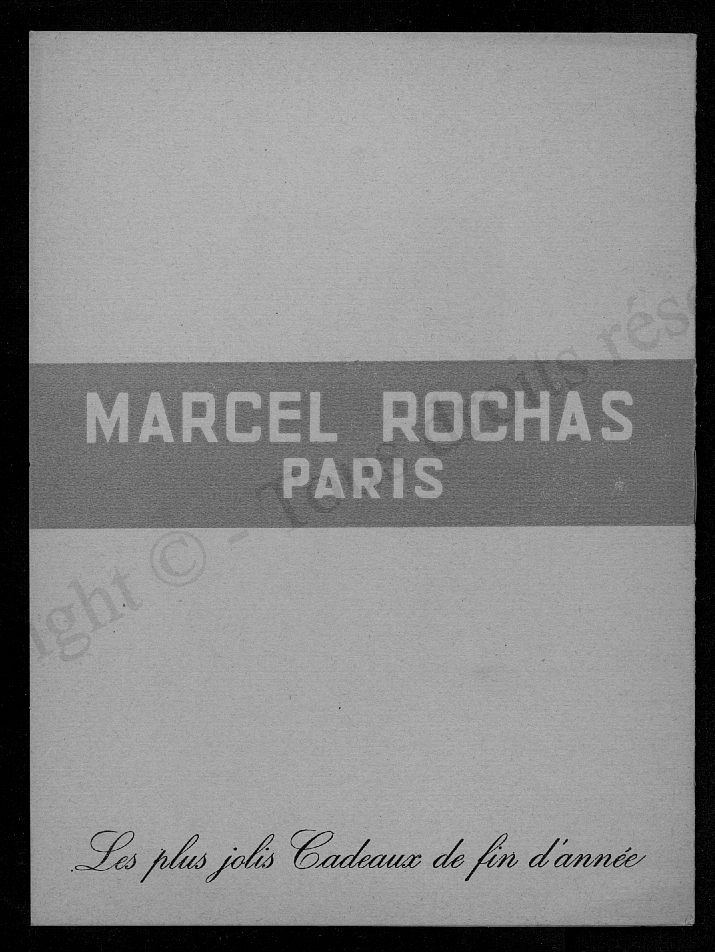 MARCEL ROCHAS
PARIS
Les plus jolis Cadeaux de fin d'année